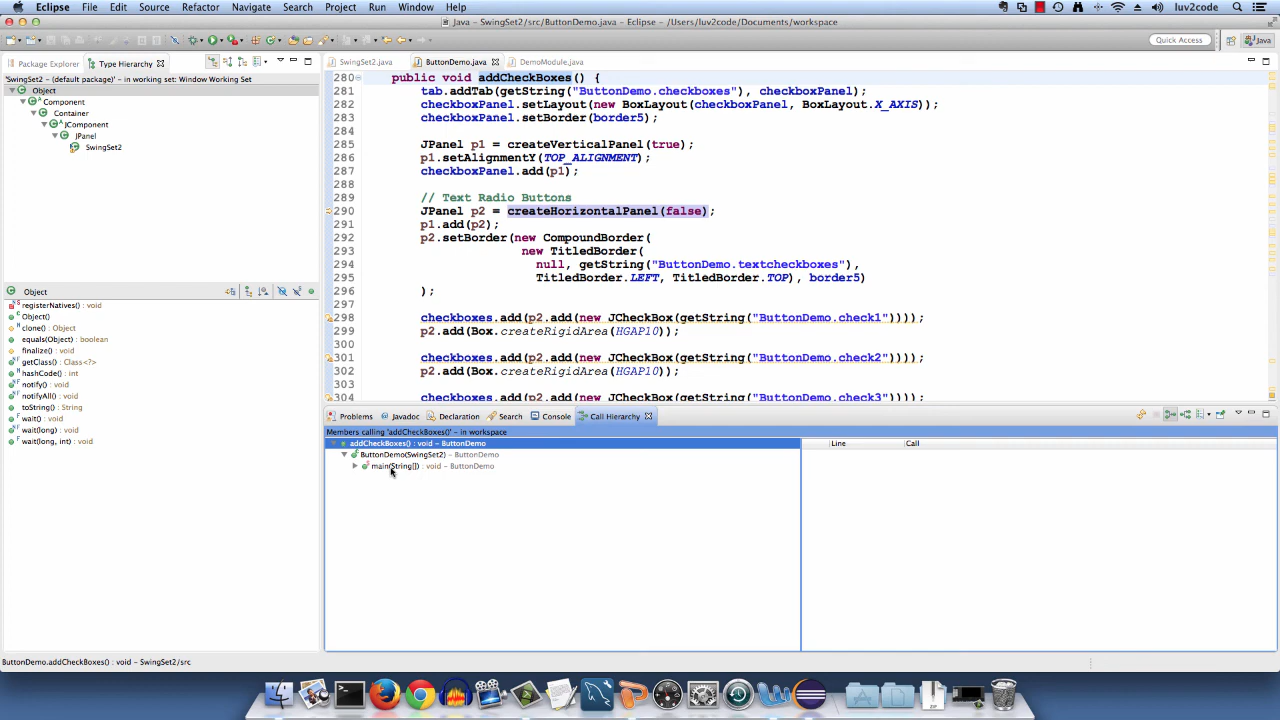 Eclipse File Edit Source Refactor Navigate Search Project Run Window Help luv2code
Java – SwingSet2/src/ButtonDemo.java – Eclipse – /Users/luv2code/Documents/workspace
Quick Access Java
Package Explorer Type Hierarchy
'SwingSet2 – (default package)' – in working set: Window Working Set
Object
Component
Container
JComponent
JPanel
SwingSet2
Object
registerNatives() : void
Object()
clone() : Object
equals(Object) : boolean
finalize() : void
getClass() : Class<?>
hashCode() : int
notify() : void
notifyAll() : void
toString() : String
wait() : void
wait(long) : void
wait(long, int) : void
SwingSet2.java ButtonDemo.java DemoModule.java
280 public void addCheckBoxes() {
281 tab.addTab(getString("ButtonDemo.checkboxes"), checkboxPanel);
282 checkboxPanel.setLayout(new BoxLayout(checkboxPanel, BoxLayout.X_AXIS));
283 checkboxPanel.setBorder(border5);
284
285 JPanel p1 = createVerticalPanel(true);
286 p1.setAlignmentY(TOP_ALIGNMENT);
287 checkboxPanel.add(p1);
288
289 // Text Radio Buttons
290 JPanel p2 = createHorizontalPanel(false);
291 p1.add(p2);
292 p2.setBorder(new CompoundBorder(
293 new TitledBorder(
294 null, getString("ButtonDemo.textcheckboxes"),
295 TitledBorder.LEFT, TitledBorder.TOP), border5)
296 );
297
298 checkboxes.add(p2.add(new JCheckBox(getString("ButtonDemo.check1"))));
299 p2.add(Box.createRigidArea(HGAP10));
300
301 checkboxes.add(p2.add(new JCheckBox(getString("ButtonDemo.check2"))));
302 p2.add(Box.createRigidArea(HGAP10));
303
304 checkboxes.add(p2.add(new JCheckBox(getString("ButtonDemo.check3"))));
Problems Javadoc Declaration Search Console Call Hierarchy
Members calling 'addCheckBoxes()' – in workspace
addCheckBoxes() : void – ButtonDemo
ButtonDemo(SwingSet2) – ButtonDemo
main(String[]) : void – ButtonDemo
Line Call
ButtonDemo.addCheckBoxes() : void – SwingSet2/src
ZIP